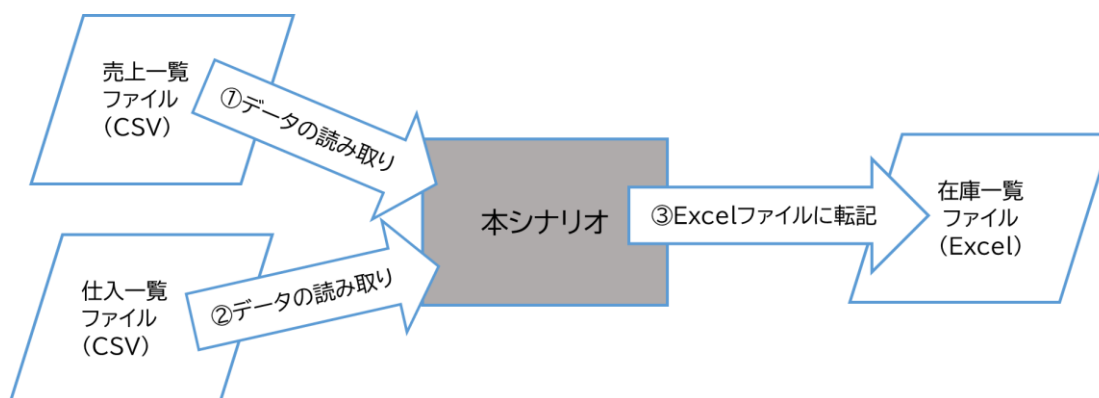 売上一覧
ファイル
(CSV)
①データの読み取り
仕入一覧
ファイル
(CSV)
②データの読み取り
本シナリオ
③Excelファイルに転記
在庫一覧
ファイル
(Excel)